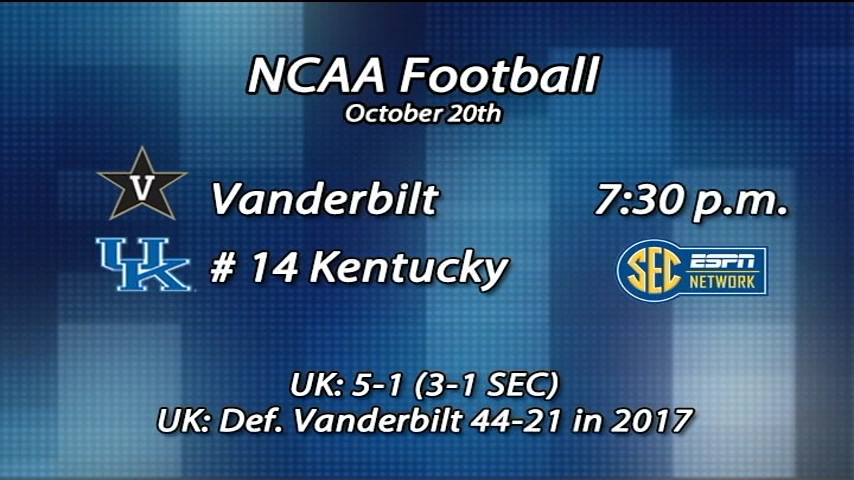 NCAA Football
October 20th
V
Vanderbilt
7:30 p.m.
UK
# 14 Kentucky
SEC ESPN NETWORK
UK: 5-1 (3-1 SEC)
UK: Def. Vanderbilt 44-21 in 2017